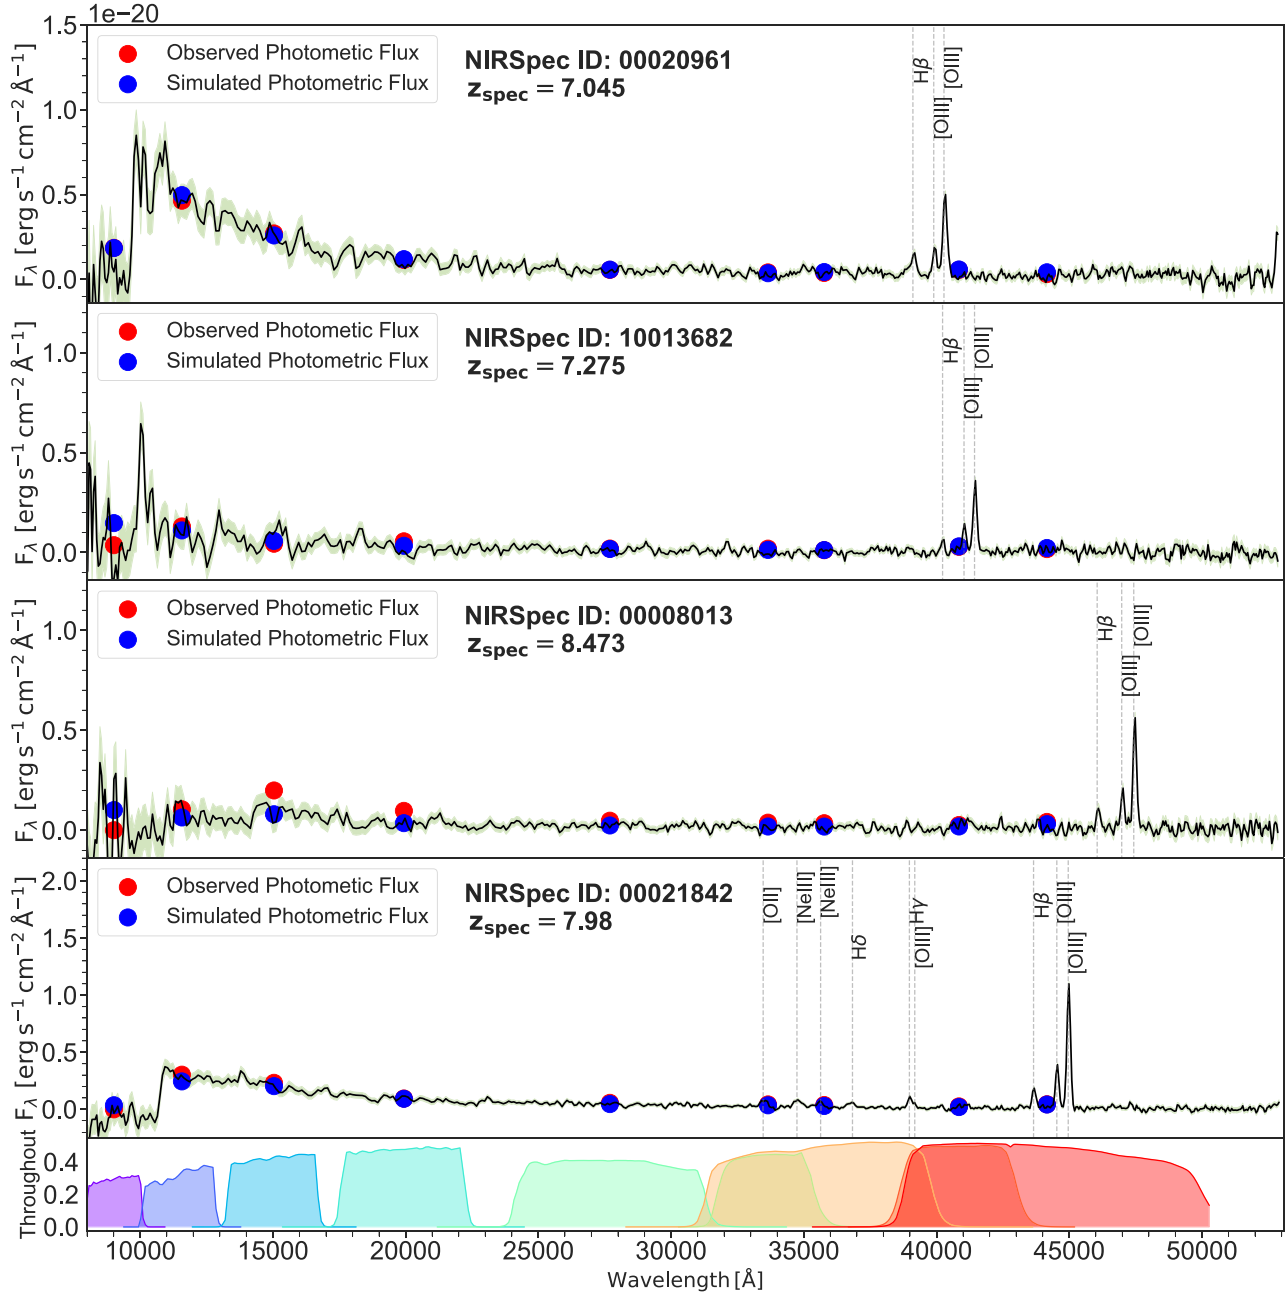 1e−20
1.5
1.0
0.5
0.0
F_λ [erg s⁻¹ cm⁻² Å⁻¹]
Observed Photometic Flux
Simulated Photometric Flux
NIRSpec ID: 00020961
z_spec = 7.045
Hβ
[OIII]
[OIII]
1.0
0.5
0.0
F_λ [erg s⁻¹ cm⁻² Å⁻¹]
Observed Photometic Flux
Simulated Photometric Flux
NIRSpec ID: 10013682
z_spec = 7.275
Hβ
[OIII]
[OIII]
1.0
0.5
0.0
F_λ [erg s⁻¹ cm⁻² Å⁻¹]
Observed Photometic Flux
Simulated Photometric Flux
NIRSpec ID: 00008013
z_spec = 8.473
Hβ
[OIII]
[OIII]
2.0
1.5
1.0
0.5
0.0
F_λ [erg s⁻¹ cm⁻² Å⁻¹]
Observed Photometic Flux
Simulated Photometric Flux
NIRSpec ID: 00021842
z_spec = 7.98
[OII]
[NeIII]
[NeIII]
Hδ
[OIII]Hγ
Hβ
[OIII]
[OIII]
0.4
0.2
0.0
Throughout
10000 15000 20000 25000 30000 35000 40000 45000 50000
Wavelength [Å]